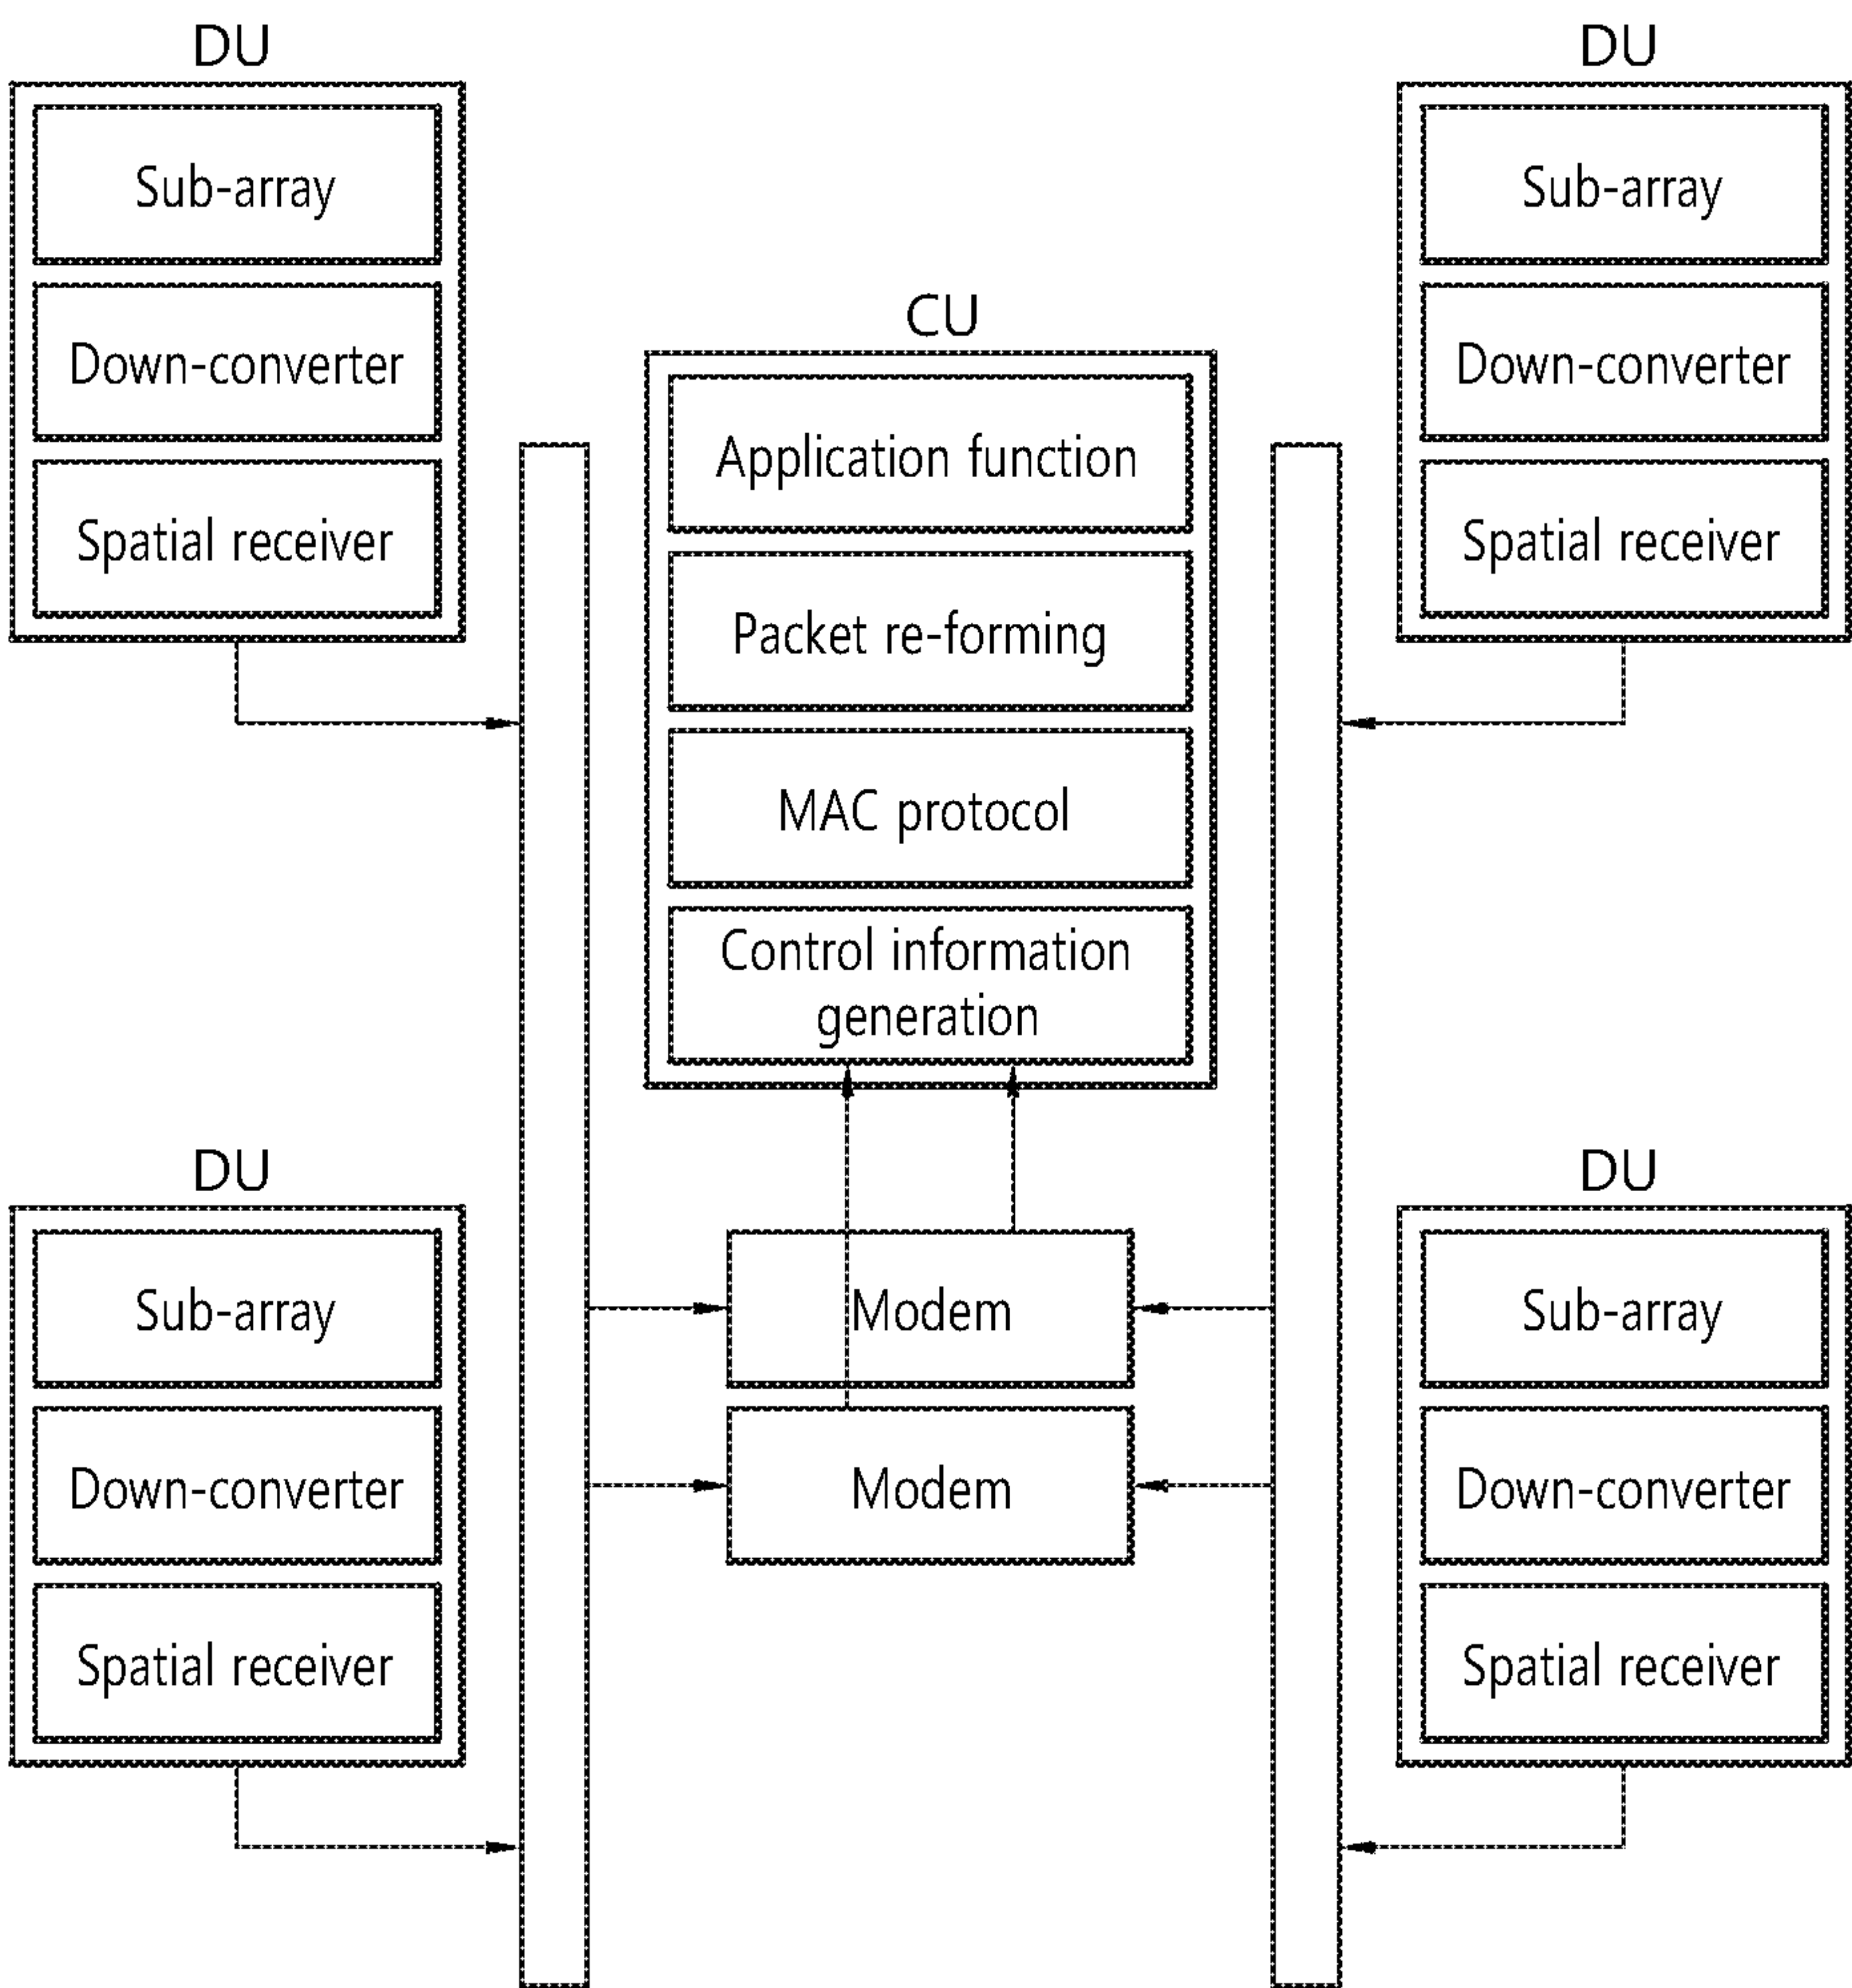 DU
Sub-array
Down-converter
Spatial receiver
DU
Sub-array
Down-converter
Spatial receiver
CU
Application function
Packet re-forming
MAC protocol
Control information
generation
Modem
Modem
DU
Sub-array
Down-converter
Spatial receiver
DU
Sub-array
Down-converter
Spatial receiver